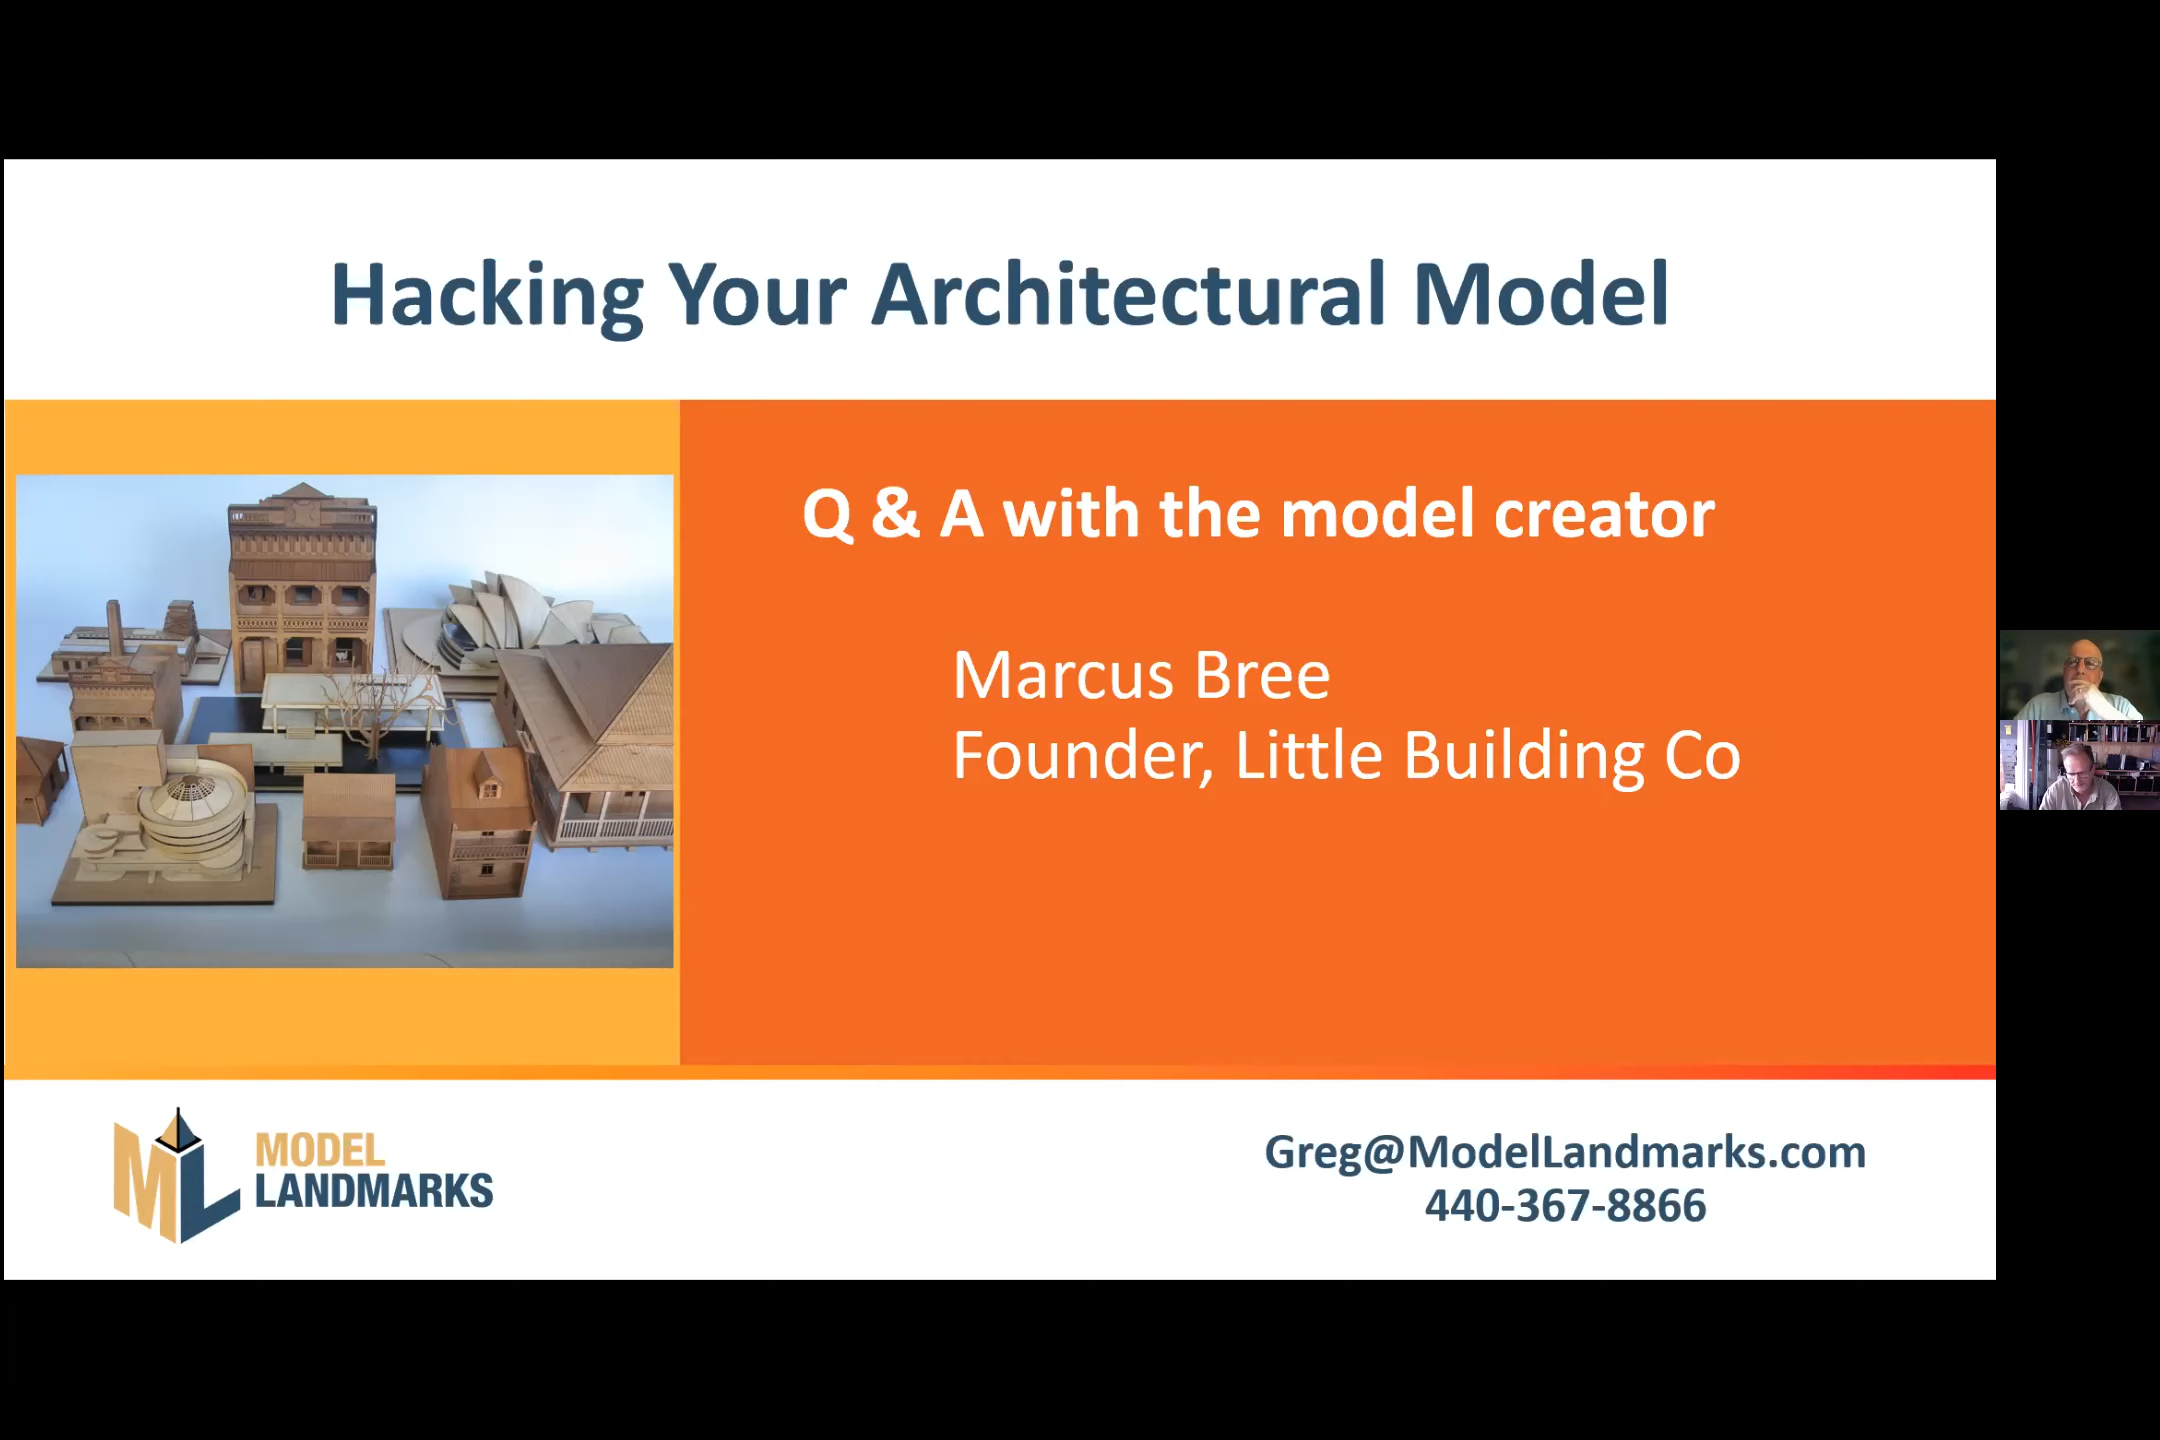 Hacking Your Architectural Model
Q & A with the model creator
Marcus Bree
Founder, Little Building Co
ML
MODEL
LANDMARKS
Greg@ModelLandmarks.com
440-367-8866